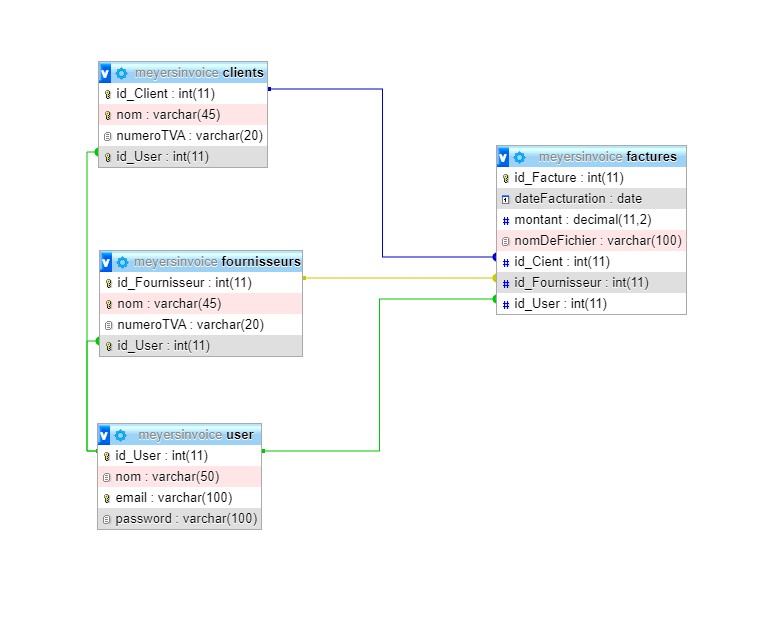 v meyersinvoice clients
id_Client : int(11)
nom : varchar(45)
numeroTVA : varchar(20)
id_User : int(11)
v meyersinvoice factures
id_Facture : int(11)
dateFacturation : date
# montant : decimal(11,2)
nomDeFichier : varchar(100)
# id_Cient : int(11)
# id_Fournisseur : int(11)
# id_User : int(11)
v meyersinvoice fournisseurs
id_Fournisseur : int(11)
nom : varchar(45)
numeroTVA : varchar(20)
id_User : int(11)
v meyersinvoice user
id_User : int(11)
nom : varchar(50)
email : varchar(100)
password : varchar(100)